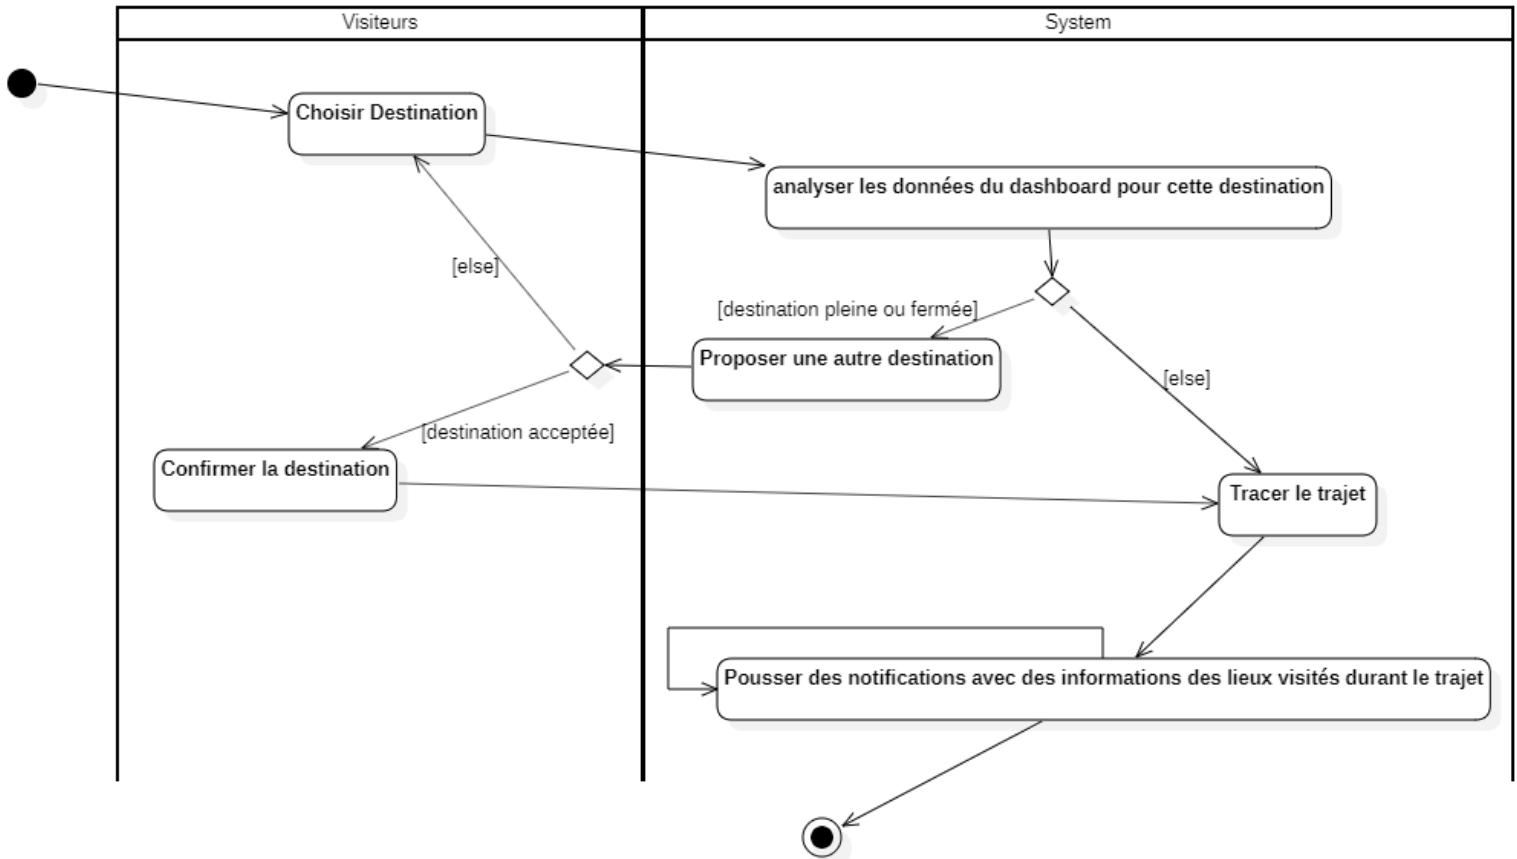 Visiteurs
System
Choisir Destination
analyser les données du dashboard pour cette destination
[else]
[destination pleine ou fermée]
Proposer une autre destination
[else]
[destination acceptée]
Confirmer la destination
Tracer le trajet
Pousser des notifications avec des informations des lieux visités durant le trajet